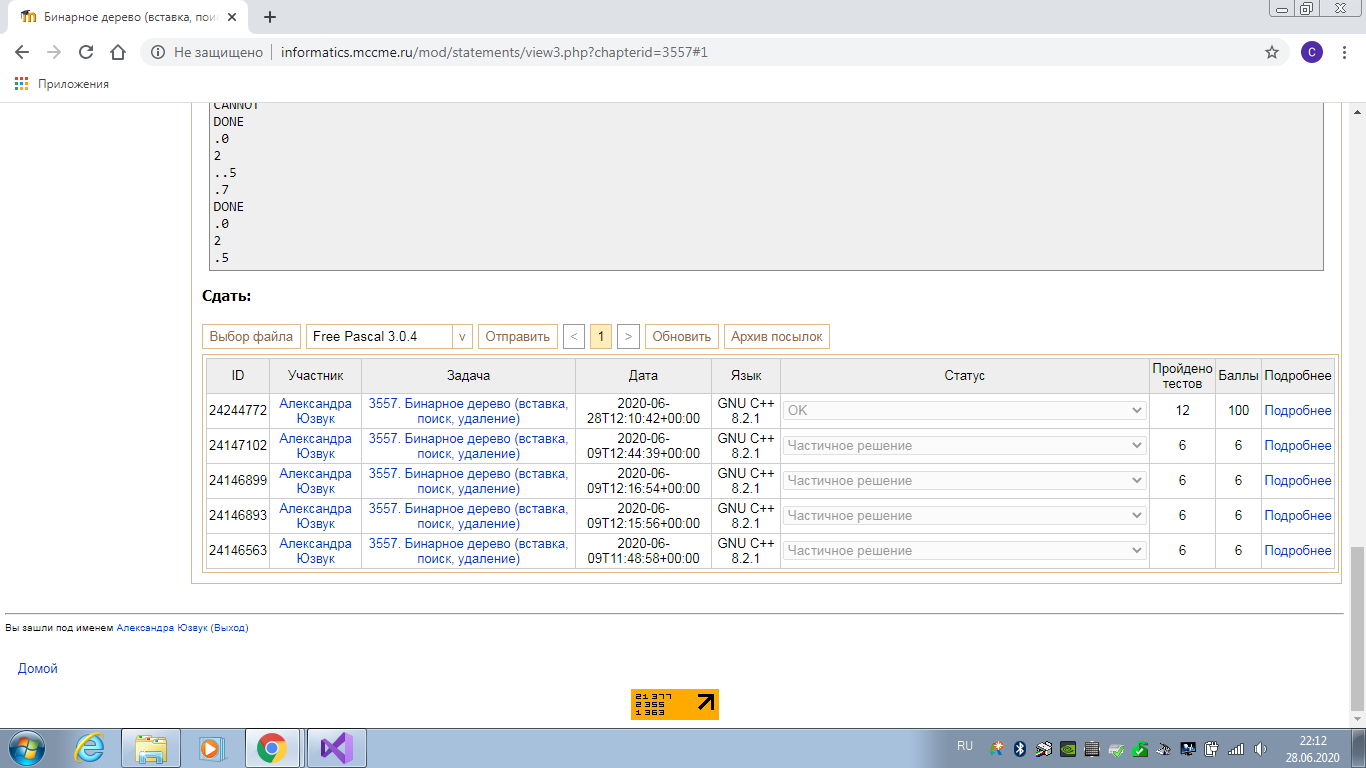 Бинарное дерево (вставка, пои
Не защищено informatics.mccme.ru/mod/statements/view3.php?chapterid=3557#1
C
Приложения
CANNOT
DONE
.0
2
..5
.7
DONE
.0
2
.5
Сдать:
Выбор файла Free Pascal 3.0.4 v Отправить < 1 > Обновить Архив посылок
ID Участник Задача Дата Язык Статус Пройдено тестов Баллы Подробнее
24244772 Александра Юзвук 3557. Бинарное дерево (вставка, поиск, удаление) 2020-06-28T12:10:42+00:00 GNU C++ 8.2.1 OK 12 100 Подробнее
24147102 Александра Юзвук 3557. Бинарное дерево (вставка, поиск, удаление) 2020-06-09T12:44:39+00:00 GNU C++ 8.2.1 Частичное решение 6 6 Подробнее
24146899 Александра Юзвук 3557. Бинарное дерево (вставка, поиск, удаление) 2020-06-09T12:16:54+00:00 GNU C++ 8.2.1 Частичное решение 6 6 Подробнее
24146893 Александра Юзвук 3557. Бинарное дерево (вставка, поиск, удаление) 2020-06-09T12:15:56+00:00 GNU C++ 8.2.1 Частичное решение 6 6 Подробнее
24146563 Александра Юзвук 3557. Бинарное дерево (вставка, поиск, удаление) 2020-06-09T11:48:58+00:00 GNU C++ 8.2.1 Частичное решение 6 6 Подробнее
Вы зашли под именем Александра Юзвук (Выход)
Домой
21377
2355
1363
RU
22:12
28.06.2020